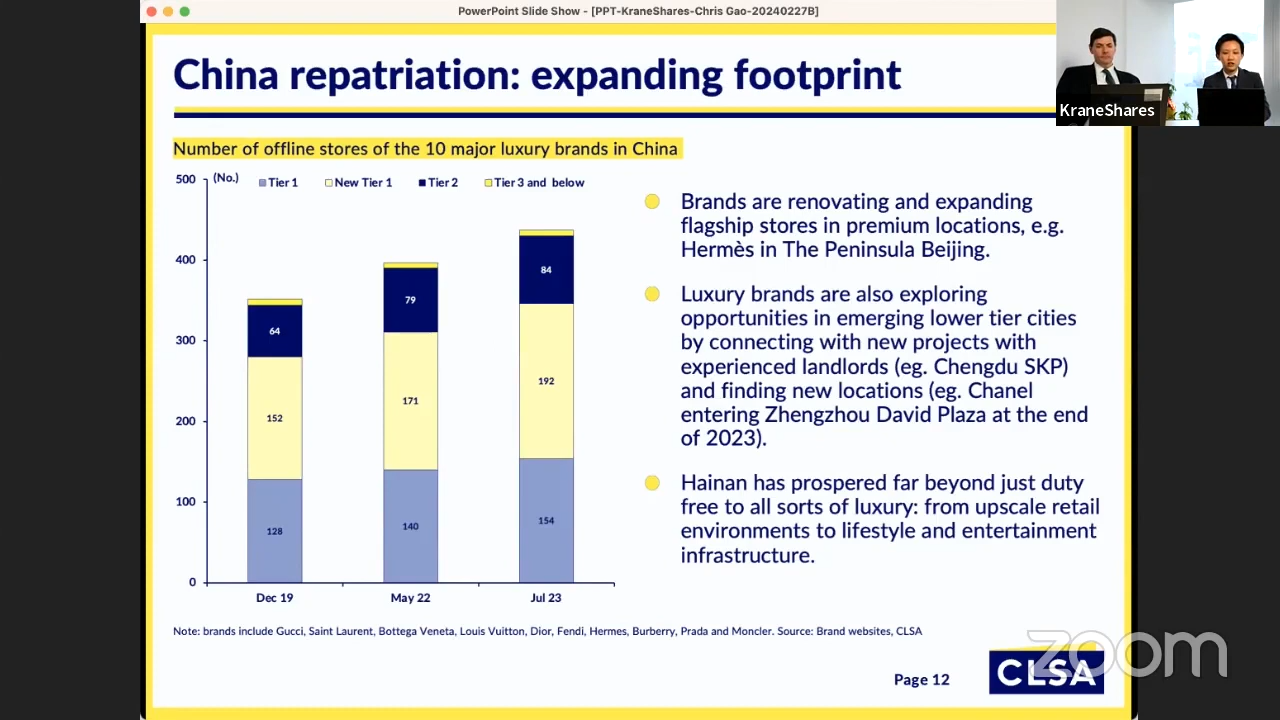 PowerPoint Slide Show - [PPT-KraneShares-Chris Gao-20240227B]
KraneShares
China repatriation: expanding footprint
Number of offline stores of the 10 major luxury brands in China
(No.)
Tier 1 New Tier 1 Tier 2 Tier 3 and below
500
400
300
200
100
0
64
152
128
79
171
140
84
192
154
Dec 19 May 22 Jul 23
Brands are renovating and expanding
flagship stores in premium locations, e.g.
Hermès in The Peninsula Beijing.
Luxury brands are also exploring
opportunities in emerging lower tier cities
by connecting with new projects with
experienced landlords (eg. Chengdu SKP)
and finding new locations (eg. Chanel
entering Zhengzhou David Plaza at the end
of 2023).
Hainan has prospered far beyond just duty
free to all sorts of luxury: from upscale retail
environments to lifestyle and entertainment
infrastructure.
Note: brands include Gucci, Saint Laurent, Bottega Veneta, Louis Vuitton, Dior, Fendi, Hermes, Burberry, Prada and Moncler. Source: Brand websites, CLSA
Page 12
CLSA
zoom